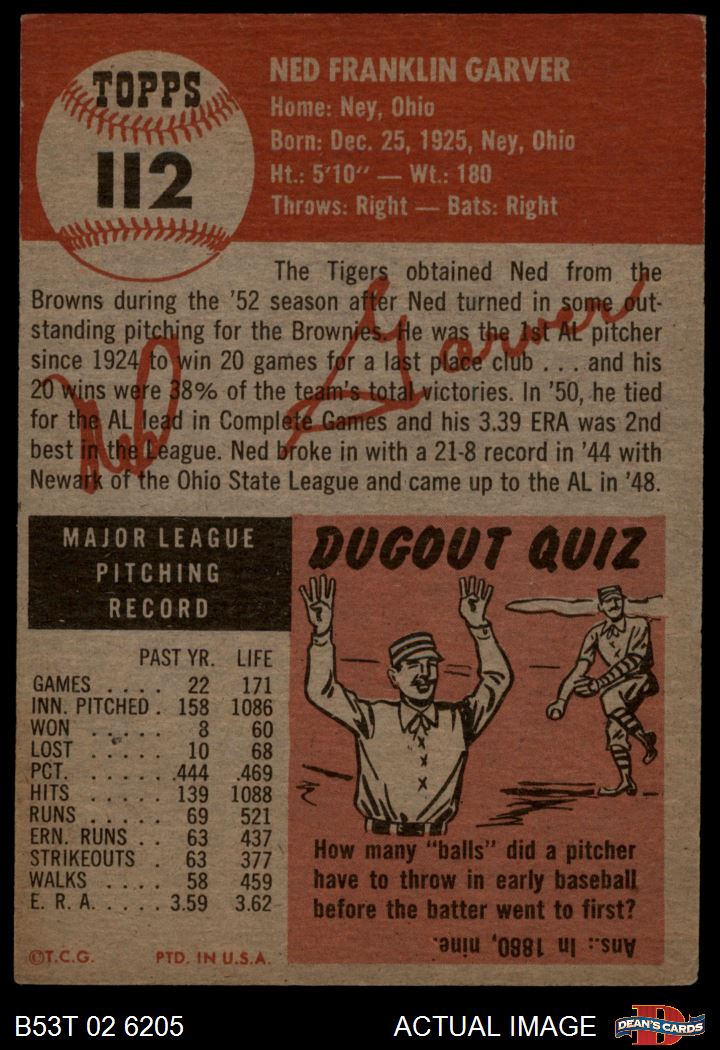 TOPPS
112
NED FRANKLIN GARVER
Home: Ney, Ohio
Born: Dec. 25, 1925, Ney, Ohio
Ht.: 5'10" — Wt.: 180
Throws: Right — Bats: Right
The Tigers obtained Ned from the
Browns during the '52 season after Ned turned in some out-
standing pitching for the Brownies. He was the 1st AL pitcher
since 1924 to win 20 games for a last place club . . . and his
20 wins were 38% of the team's total victories. In '50, he tied
for the AL lead in Complete Games and his 3.39 ERA was 2nd
best in the League. Ned broke in with a 21-8 record in '44 with
Newark of the Ohio State League and came up to the AL in '48.
Ned Garver
MAJOR LEAGUE
PITCHING
RECORD
PAST YR. LIFE
GAMES . . . . 22 171
INN. PITCHED . 158 1086
WON . . . . . 8 60
LOST . . . . . 10 68
PCT. . . . . . .444 .469
HITS . . . . . 139 1088
RUNS . . . . . 69 521
ERN. RUNS . . 63 437
STRIKEOUTS . 63 377
WALKS . . . . 58 459
E. R. A. . . . . 3.59 3.62
©T.C.G. PTD. IN U.S.A.
DUGOUT QUIZ
How many "balls" did a pitcher
have to throw in early baseball
before the batter went to first?
Ans.: In 1880, nine.
B53T 02 6205 ACTUAL IMAGE
D
DEAN'S CARDS